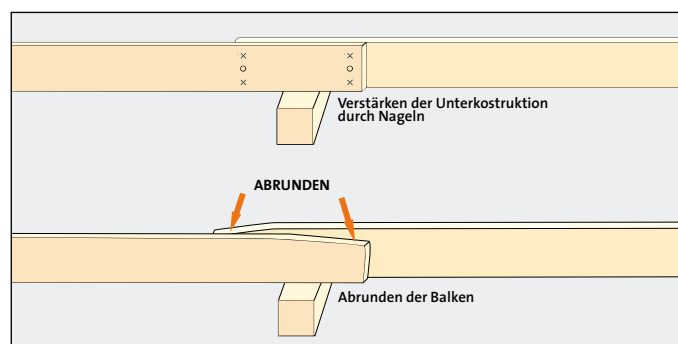 Verstärken der Unterkostruktion
durch Nageln
ABRUNDEN
Abrunden der Balken